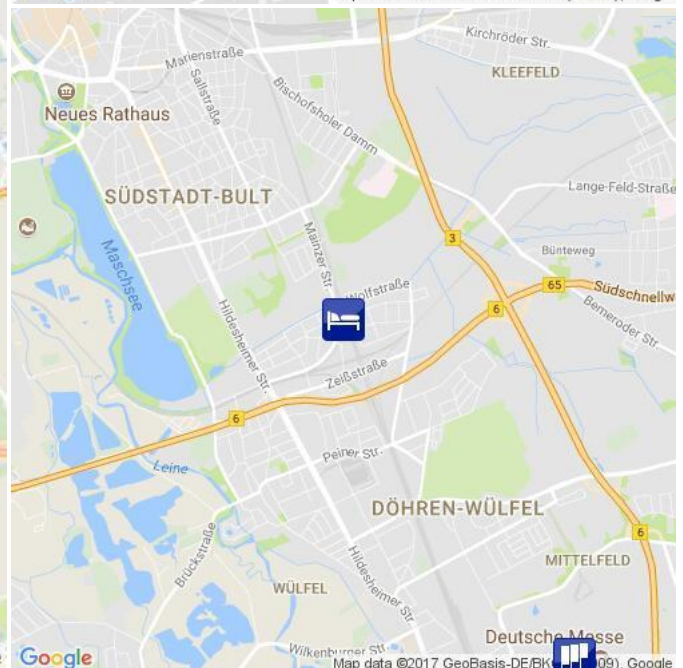 Kirchröder Str.
Marienstraße
KLEEFELD
Sallstraße
Neues Rathaus
Bischofsholer Damm
SÜDSTADT-BULT
Lange-Feld-Straße
Maschsee
3
Mainzer Str.
Bünteweg
Wolfstraße
65
Südschnellw
6
Bemeroder Str.
Hildesheimer Str.
Zeißstraße
6
Leine
Peiner Str.
DÖHREN-WÜLFEL
6
Brückstraße
Hildesheimer Str.
MITTELFELD
WÜLFEL
Wilkenburger Str.
Deutsche Messe
Google
Map data ©2017 GeoBasis-DE/BK 09), Google